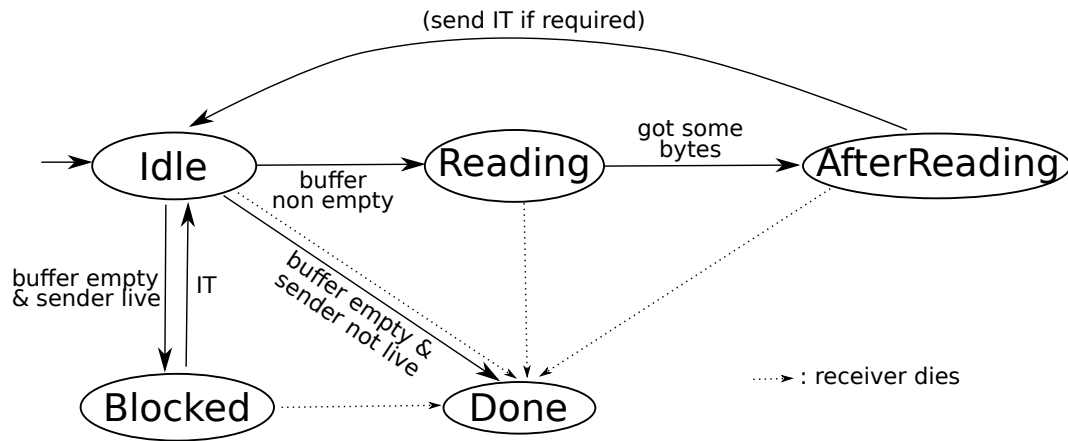 (send IT if required)
Idle
Reading
AfterReading
got some
bytes
buffer
non empty
buffer empty
& sender live
IT
buffer empty &
sender not live
Blocked
Done
: receiver dies